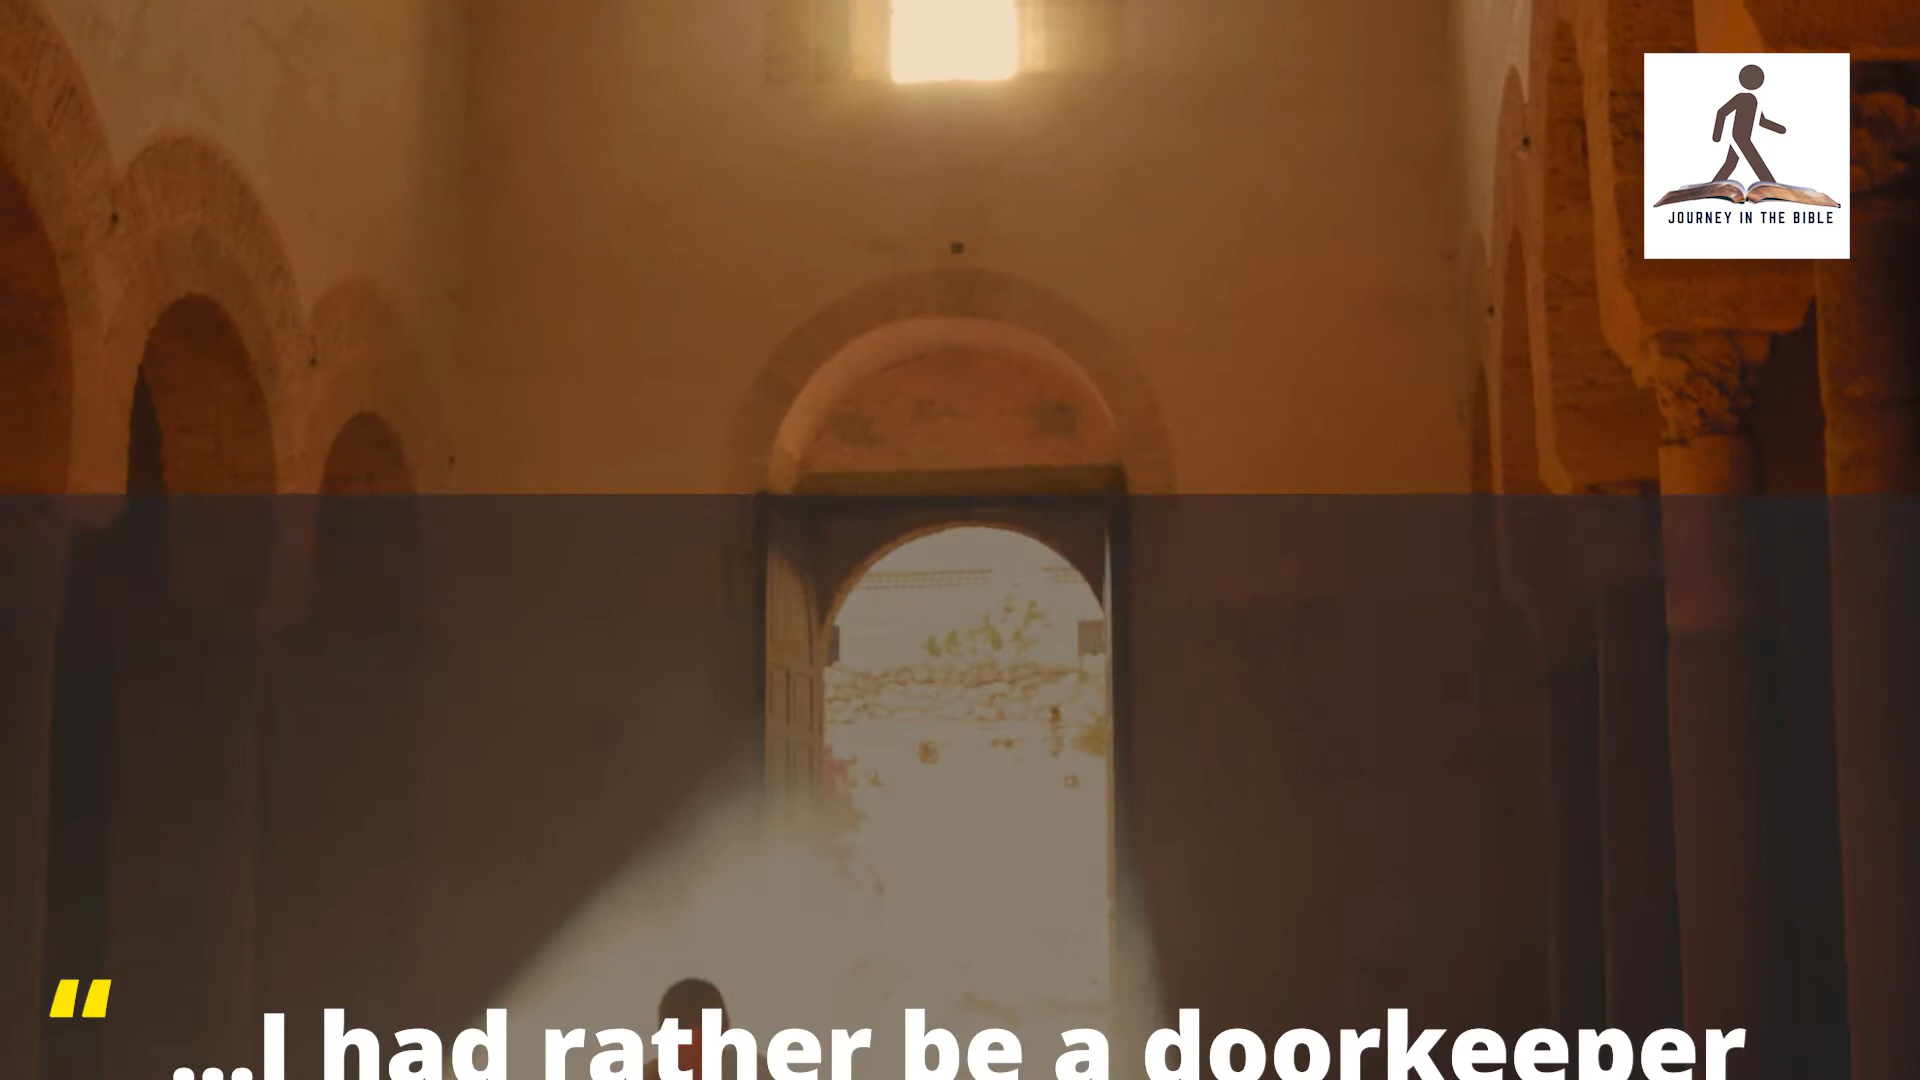 JOURNEY IN THE BIBLE
“
...I had rather be a doorkeeper